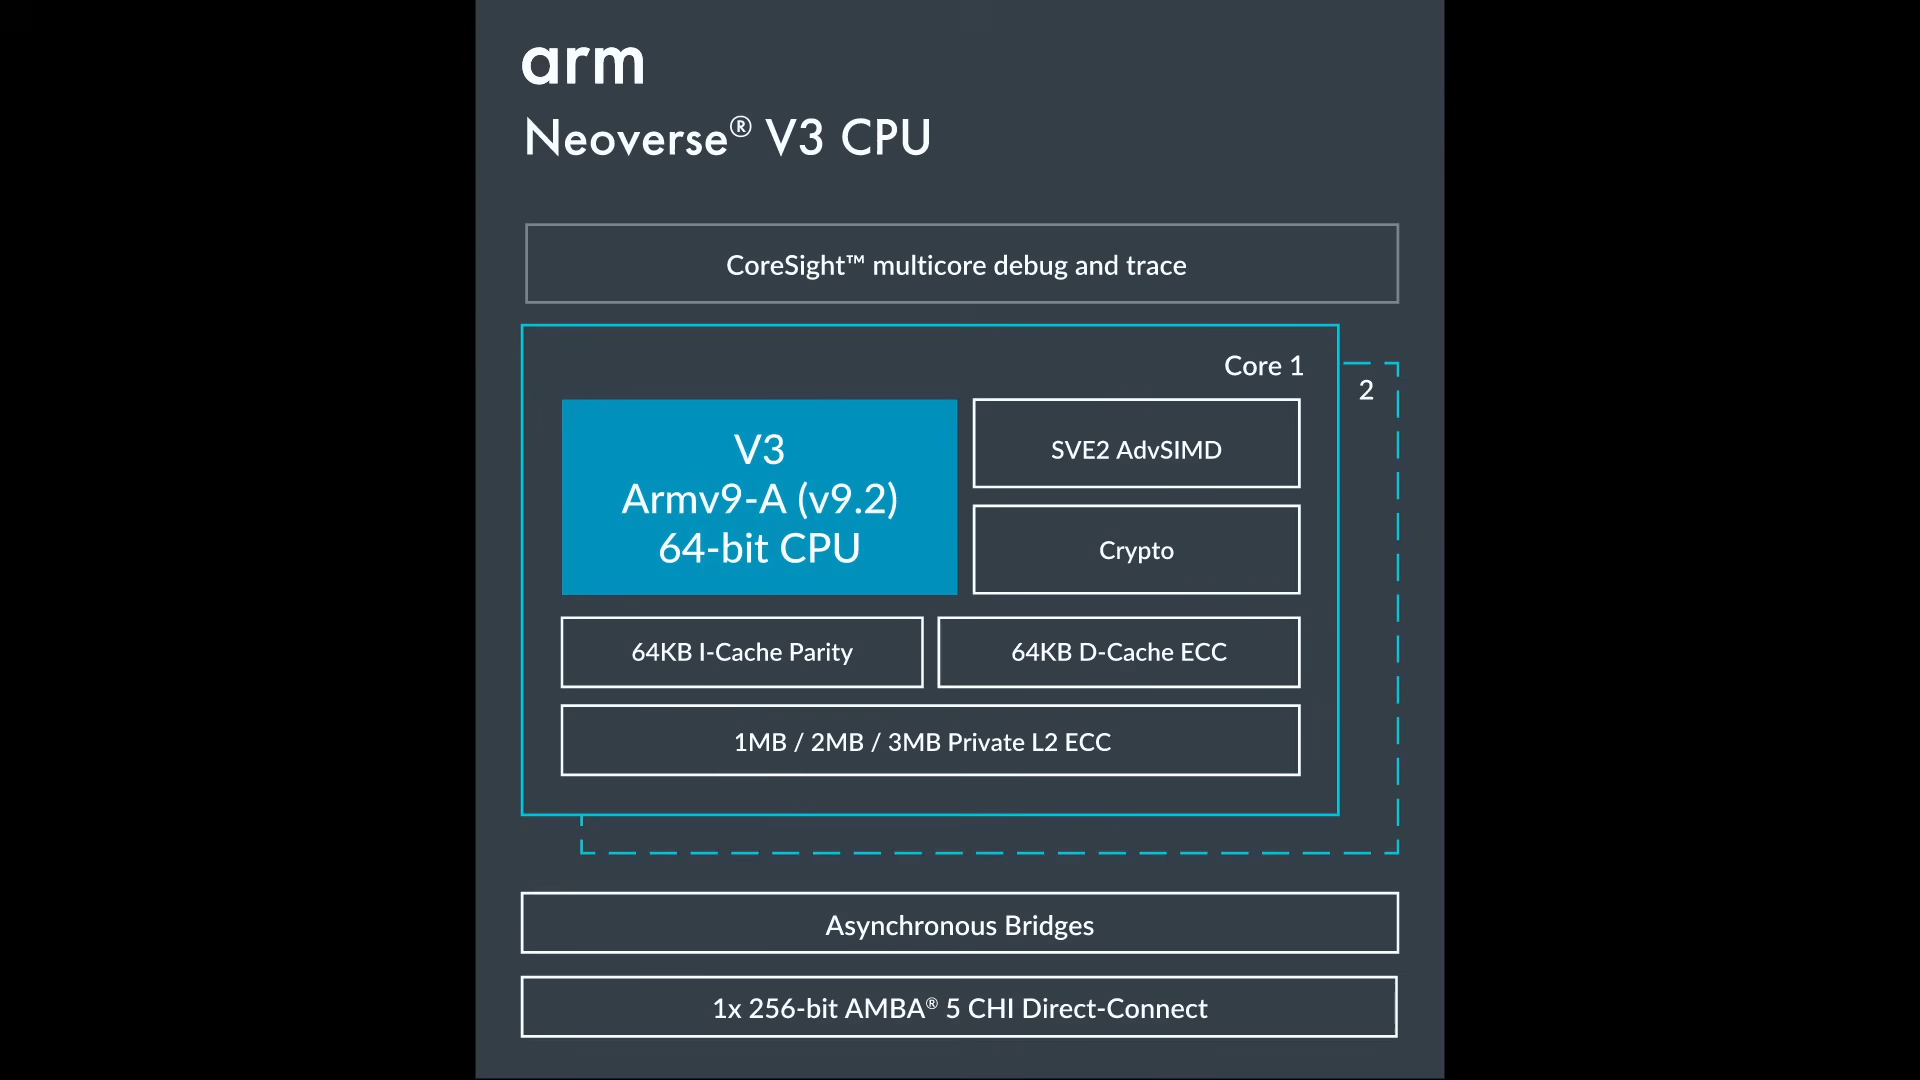 arm
Neoverse® V3 CPU
CoreSight™ multicore debug and trace
Core 1
2
V3
Armv9-A (v9.2)
64-bit CPU
SVE2 AdvSIMD
Crypto
64KB I-Cache Parity
64KB D-Cache ECC
1MB / 2MB / 3MB Private L2 ECC
Asynchronous Bridges
1x 256-bit AMBA® 5 CHI Direct-Connect